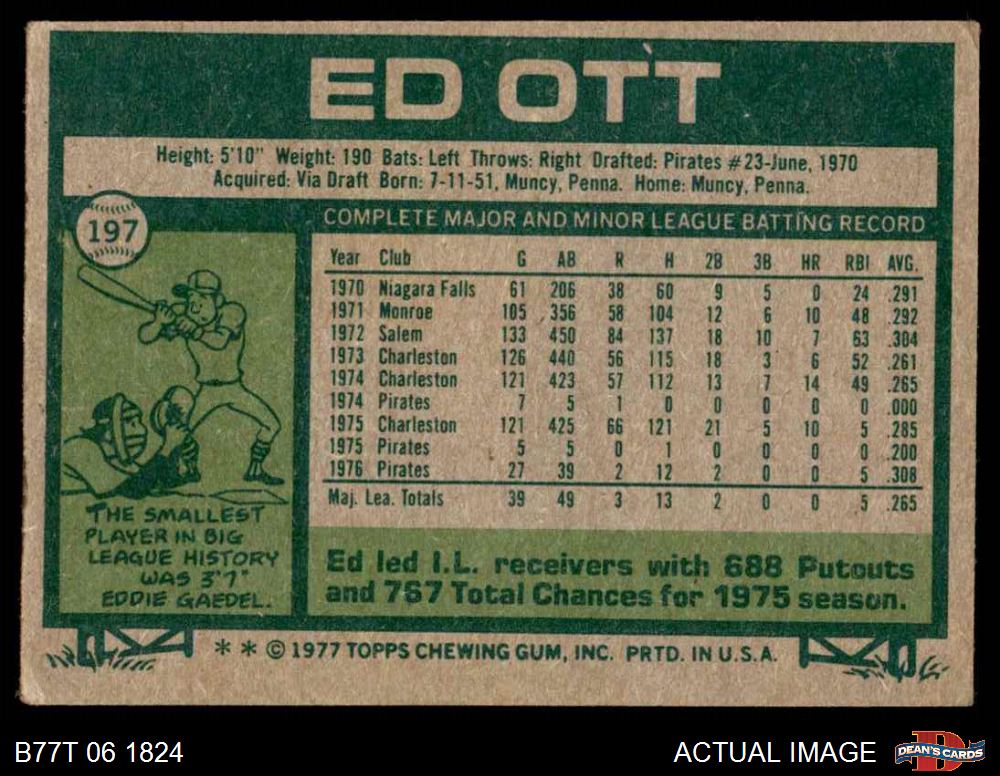 ED OTT
Height: 5'10" Weight: 190 Bats: Left Throws: Right Drafted: Pirates #23-June, 1970
Acquired: Via Draft Born: 7-11-51, Muncy, Penna. Home: Muncy, Penna.
197
COMPLETE MAJOR AND MINOR LEAGUE BATTING RECORD
Year Club G AB R H 2B 3B HR RBI AVG.
1970 Niagara Falls 61 206 38 60 9 5 0 24 .291
1971 Monroe 105 356 58 104 12 6 10 48 .292
1972 Salem 133 450 84 137 18 10 7 63 .304
1973 Charleston 126 440 56 115 18 3 6 52 .261
1974 Charleston 121 423 57 112 13 7 14 49 .265
1974 Pirates 7 5 1 0 0 0 0 0 .000
1975 Charleston 121 425 66 121 21 5 10 5 .285
1975 Pirates 5 5 0 1 0 0 0 0 .200
1976 Pirates 27 39 2 12 2 0 0 5 .308
Maj. Lea. Totals 39 49 3 13 2 0 0 5 .265
THE SMALLEST
PLAYER IN BIG
LEAGUE HISTORY
WAS 3'7"
EDDIE GAEDEL.
Ed led I.L. receivers with 688 Putouts
and 767 Total Chances for 1975 season.
* * © 1977 TOPPS CHEWING GUM, INC. PRTD. IN U.S.A.
B77T 06 1824
ACTUAL IMAGE
D
DEAN'S CARDS